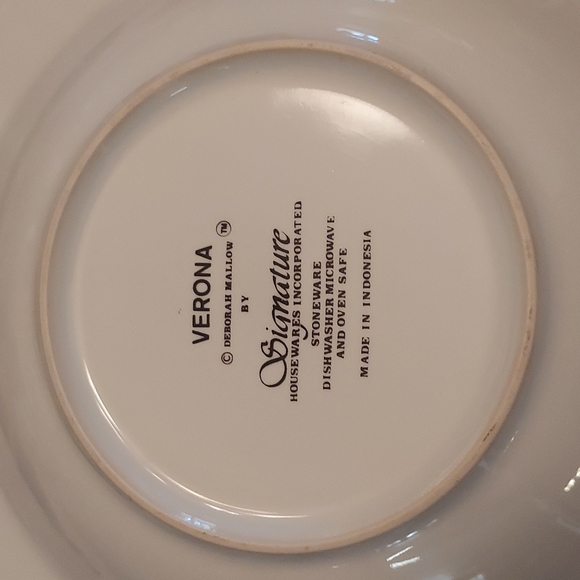 VERONA
© DEBORAH MALLOW ™
BY
Signature
HOUSEWARES INCORPORATED
STONEWARE
DISHWASHER MICROWAVE
AND OVEN SAFE
MADE IN INDONESIA